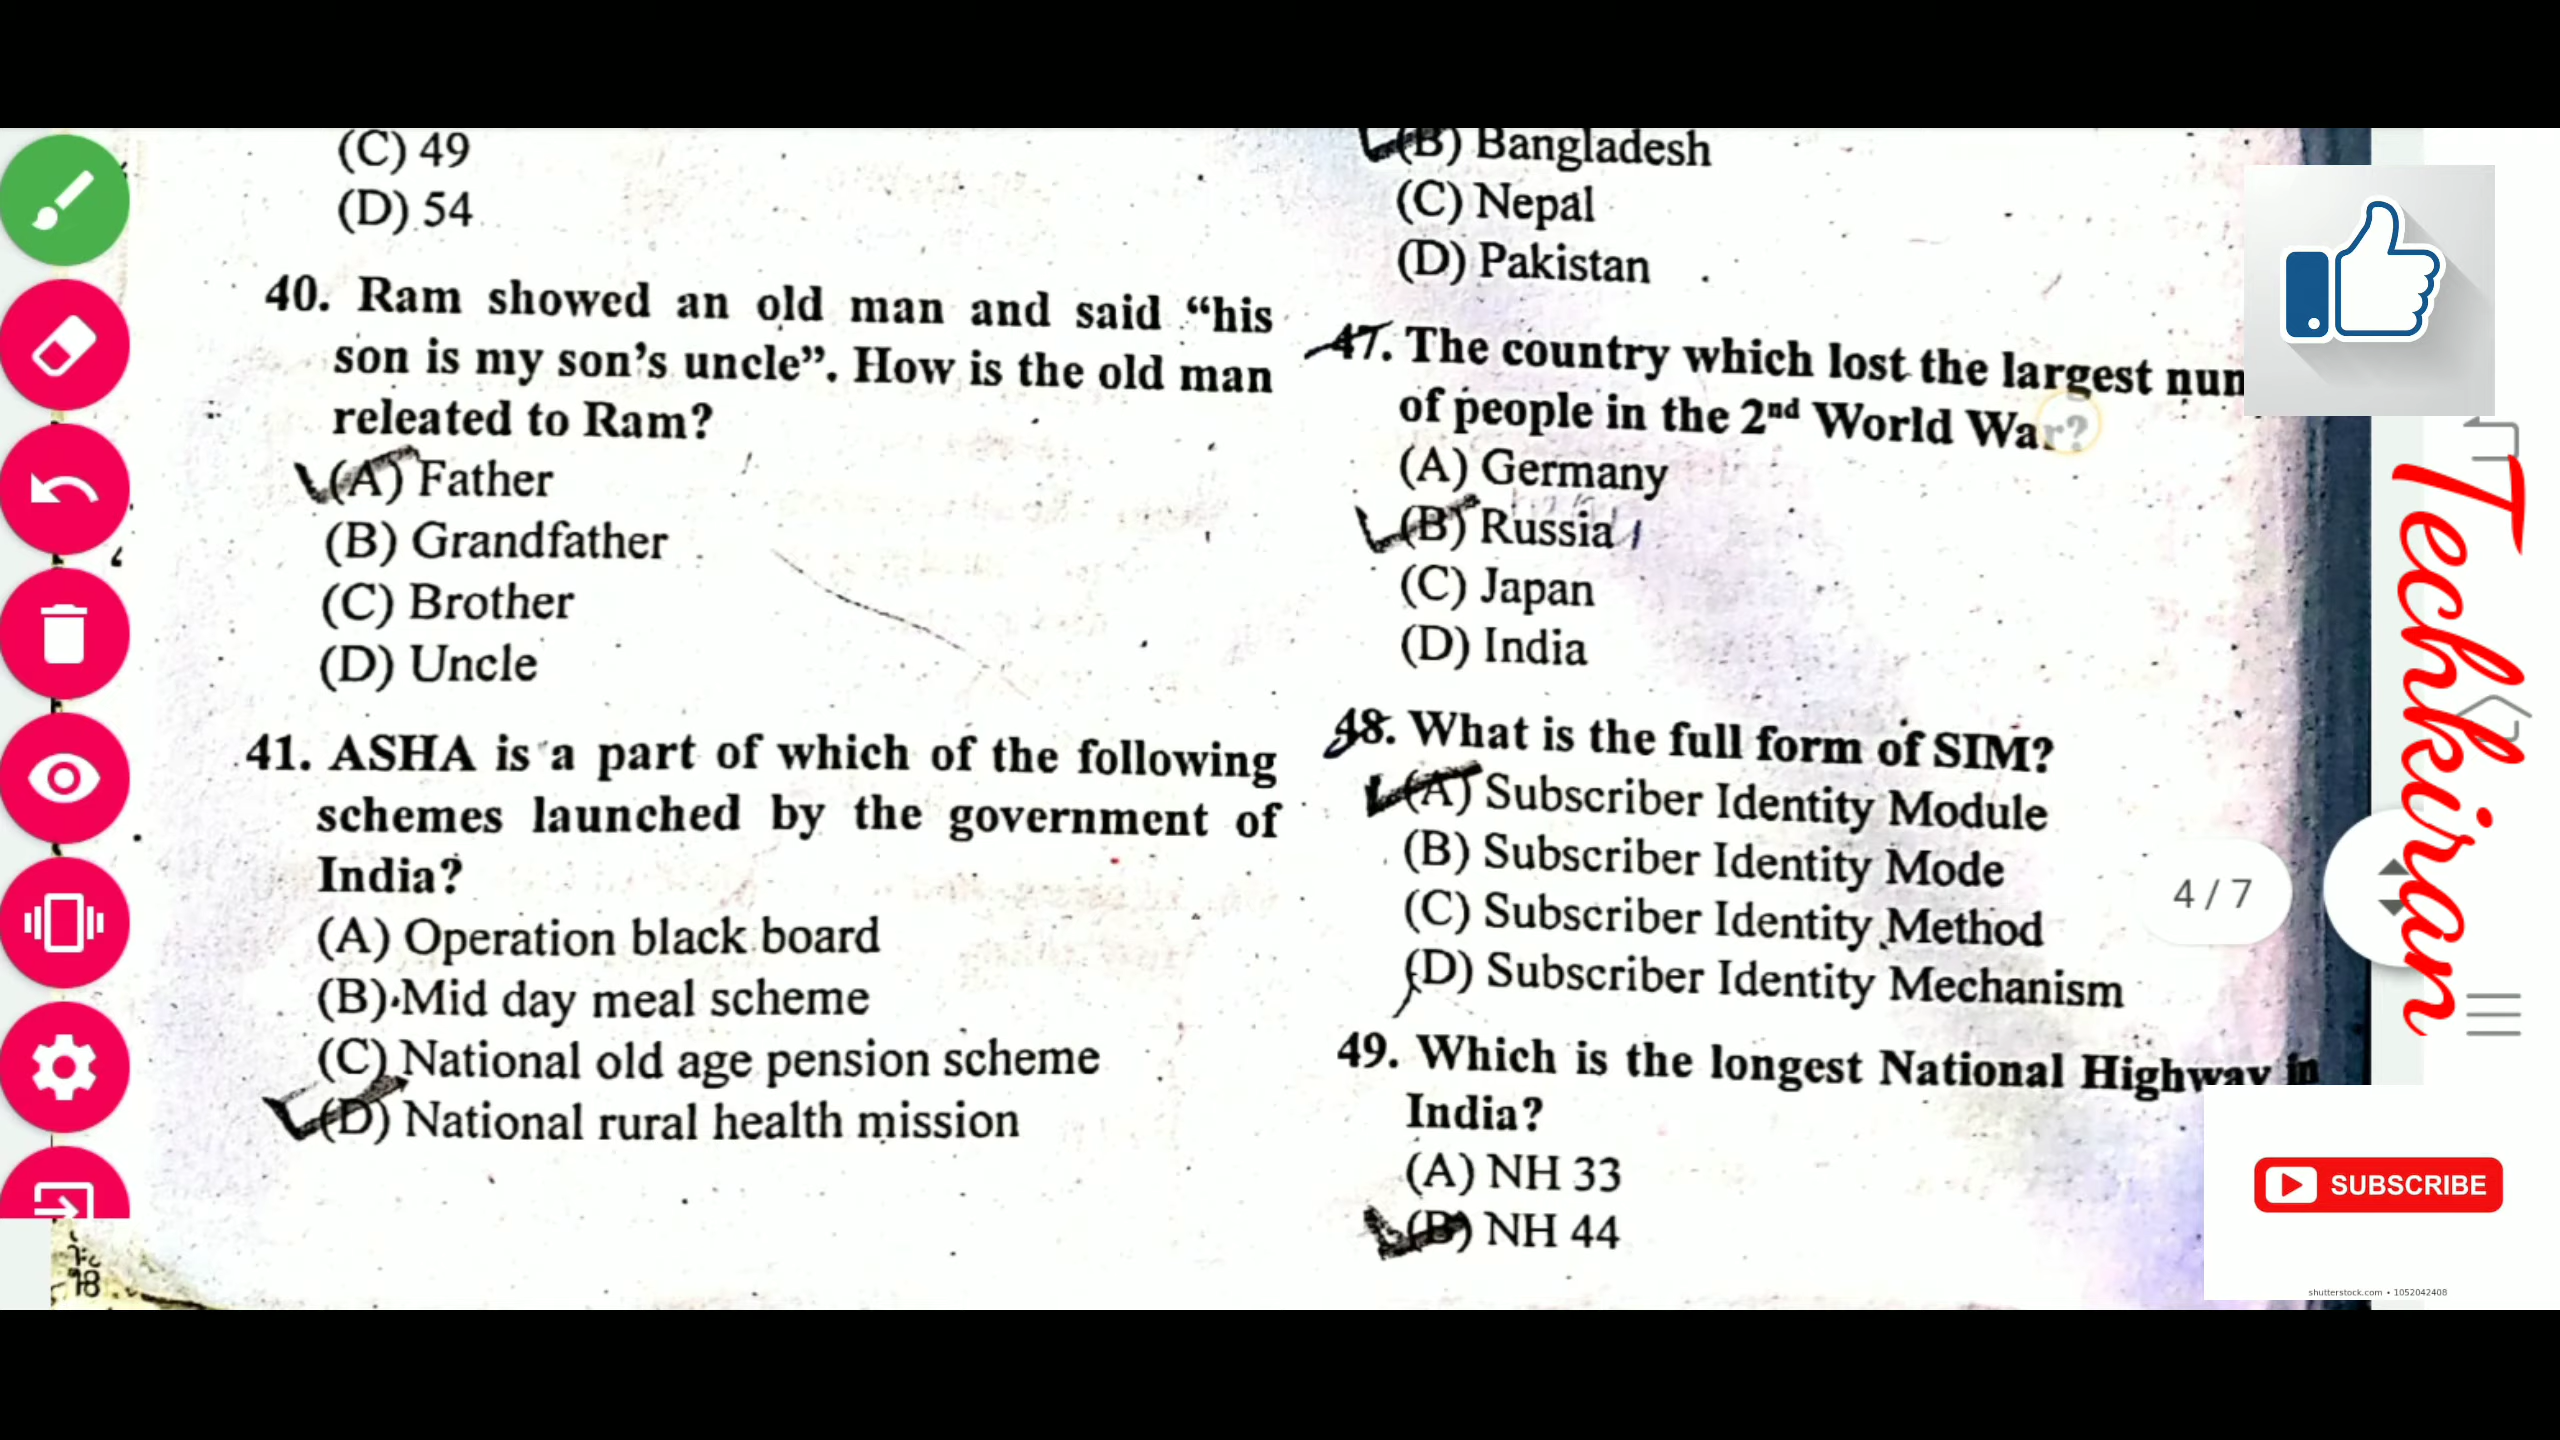 (C) 49
(D) 54
40. Ram showed an old man and said “his
son is my son’s uncle”. How is the old man
releated to Ram?
(A) Father
(B) Grandfather
(C) Brother
(D) Uncle
41. ASHA is a part of which of the following
schemes launched by the government of
India?
(A) Operation black board
(B) Mid day meal scheme
(C) National old age pension scheme
(D) National rural health mission
18
(B) Bangladesh
(C) Nepal
(D) Pakistan
47. The country which lost the largest
of people in the 2nd World War?
(A) Germany
(B) Russia
(C) Japan
(D) India
48. What is the full form of SIM?
(A) Subscriber Identity Module
(B) Subscriber Identity Mode
(C) Subscriber Identity Method
(D) Subscriber Identity Mechanism
49. Which is the longest National Highway in
India?
(A) NH 33
(B) NH 44
4 / 7
Techkiran
SUBSCRIBE
shutterstock.com • 1052042408